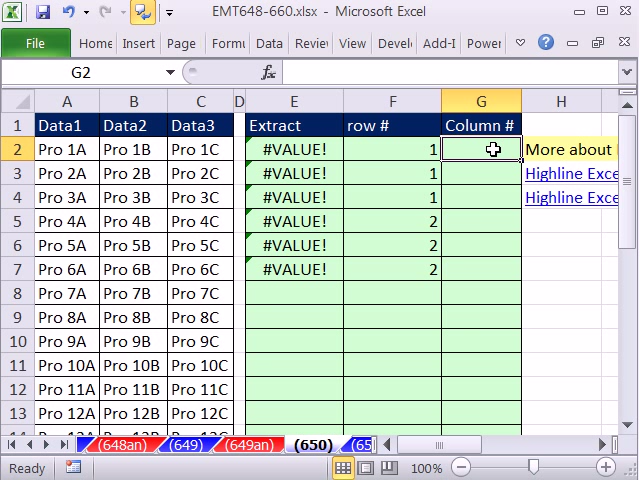 EMT648-660.xlsx - Microsoft Excel
File Home Insert Page Formu Data Review View Develo Add-I Power
G2 fx
A B C D E F G H
1 Data1 Data2 Data3 Extract row # Column #
2 Pro 1A Pro 1B Pro 1C #VALUE! 1 More about
3 Pro 2A Pro 2B Pro 2C #VALUE! 1 Highline Exce
4 Pro 3A Pro 3B Pro 3C #VALUE! 1 Highline Exce
5 Pro 4A Pro 4B Pro 4C #VALUE! 2
6 Pro 5A Pro 5B Pro 5C #VALUE! 2
7 Pro 6A Pro 6B Pro 6C #VALUE! 2
8 Pro 7A Pro 7B Pro 7C
9 Pro 8A Pro 8B Pro 8C
10 Pro 9A Pro 9B Pro 9C
11 Pro 10A Pro 10B Pro 10C
12 Pro 11A Pro 11B Pro 11C
13 Pro 12A Pro 12B Pro 12C
(648an) (649) (649an) (650) (65
Ready 100%